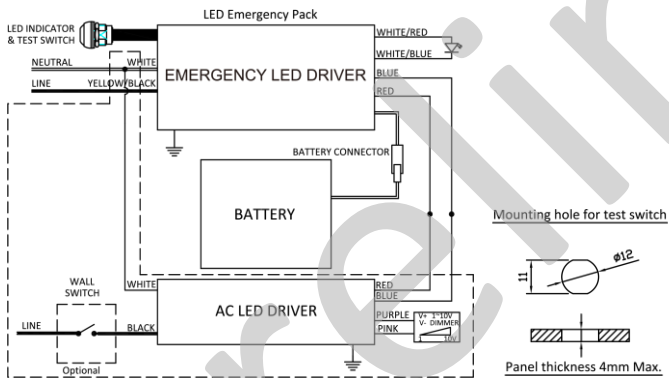 LED Emergency Pack
LED INDICATOR
& TEST SWITCH
WHITE/RED
WHITE/BLUE
NEUTRAL
WHITE
EMERGENCY LED DRIVER
BLUE
LINE
YELLOW/BLACK
RED
BATTERY CONNECTOR
BATTERY
Mounting hole for test switch
ø12
11
WALL
SWITCH
WHITE
RED
BLUE
AC LED DRIVER
PURPLE
PINK
V+ 1~10V
V- DIMMER
1 10V
LINE
BLACK
Optional
Panel thickness 4mm Max.